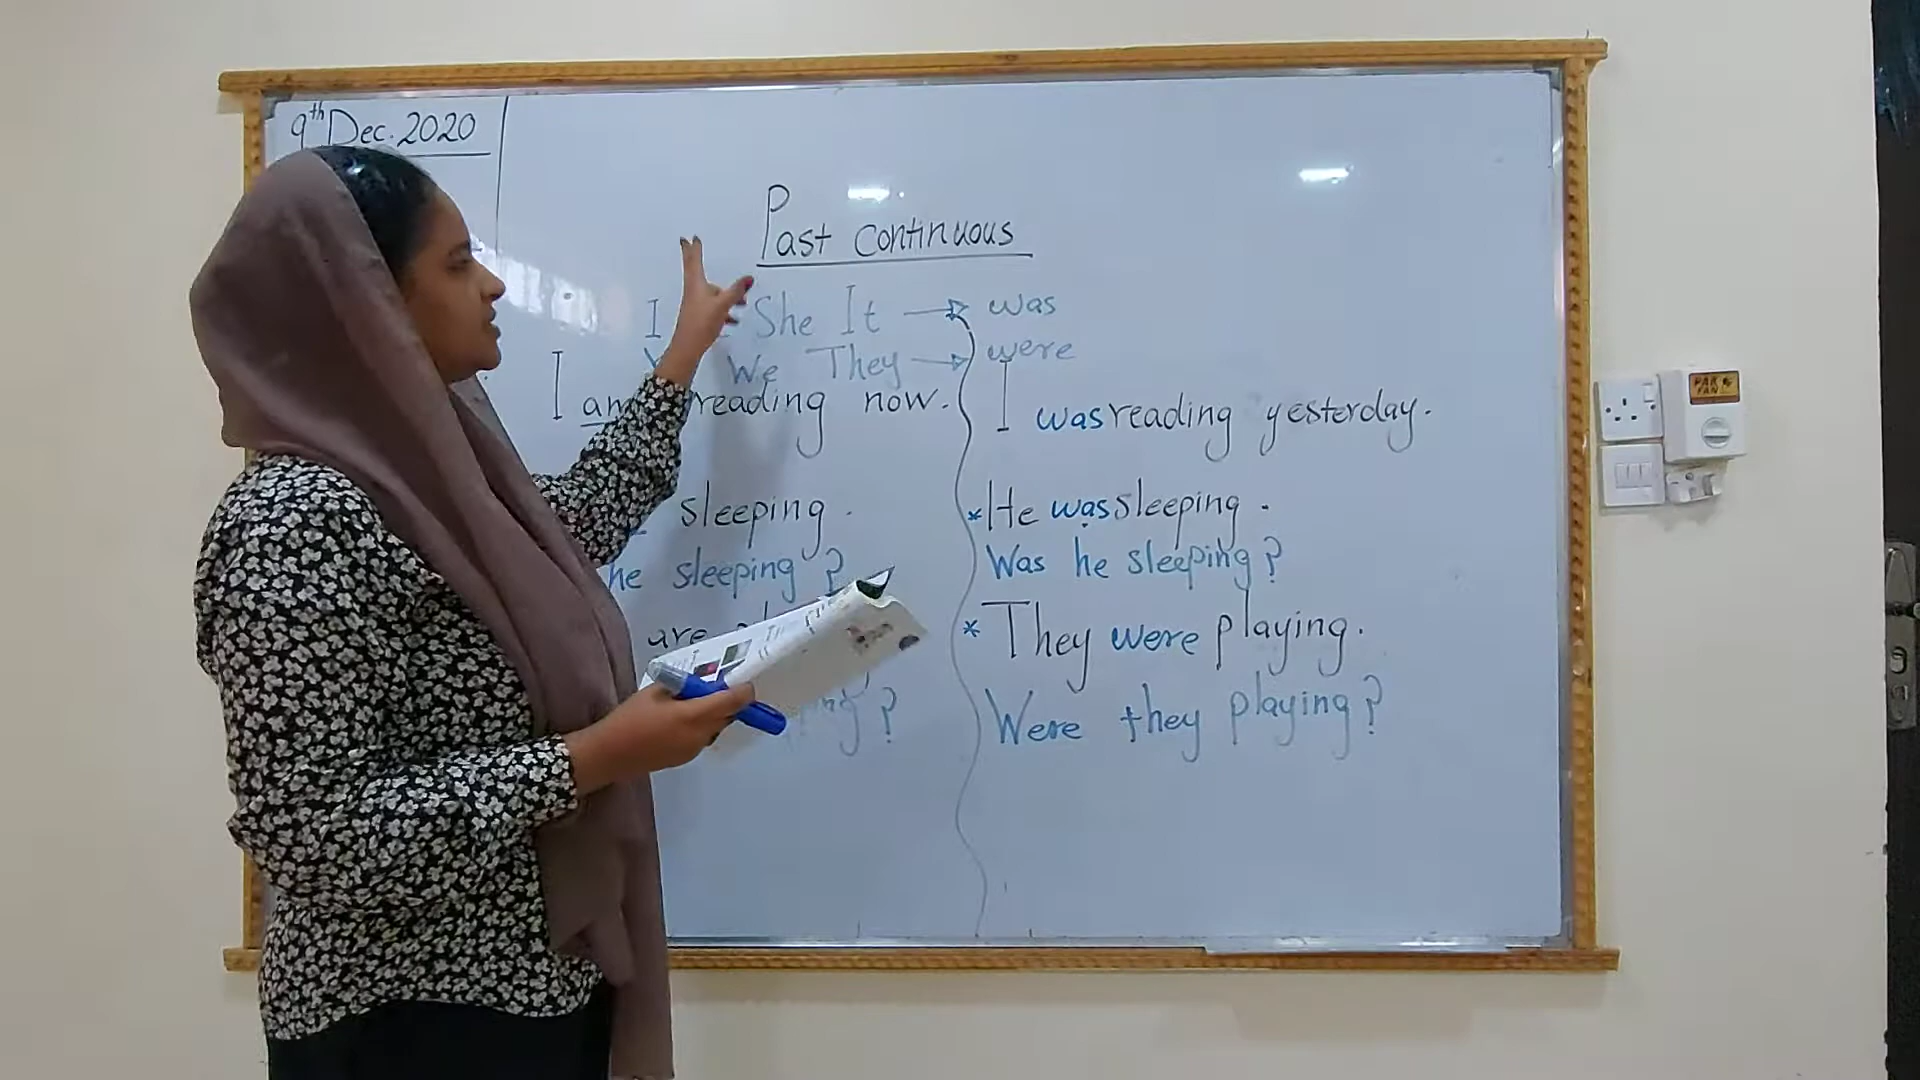 9th Dec. 2020
Past continuous
I She It → was
We They → were
I am reading now.
I was reading yesterday.
sleeping.
* He was sleeping.
he sleeping?
Was he sleeping?
are
* They were playing.
?
Were they playing?